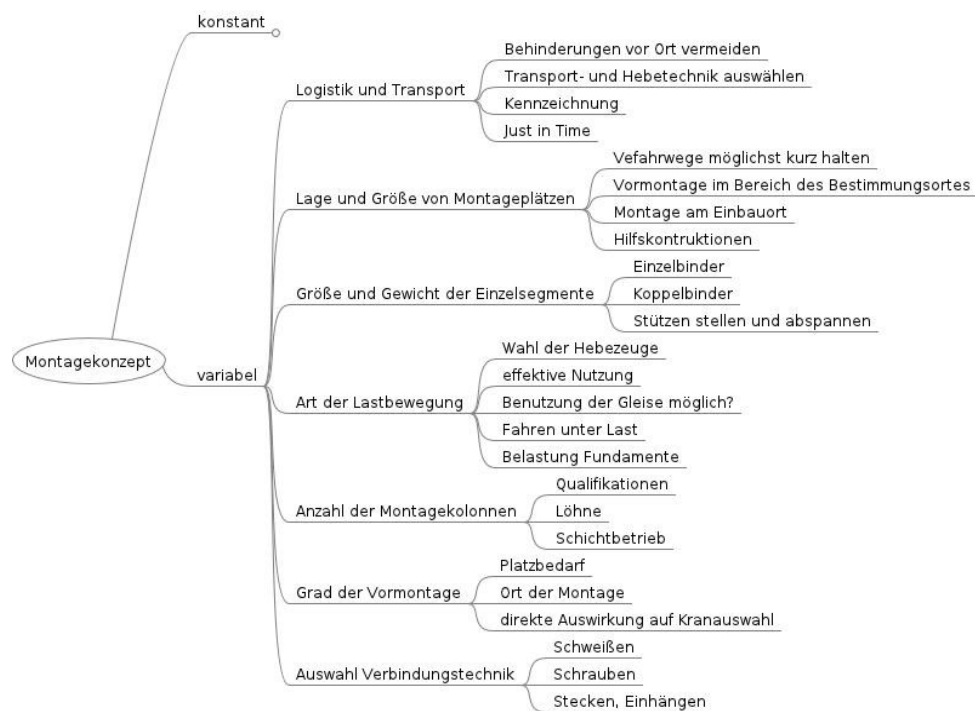 konstant
Logistik und Transport
Behinderungen vor Ort vermeiden
Transport- und Hebetechnik auswählen
Kennzeichnung
Just in Time
Lage und Größe von Montageplätzen
Vefahrwege möglichst kurz halten
Vormontage im Bereich des Bestimmungsortes
Montage am Einbauort
Hilfskontruktionen
Größe und Gewicht der Einzelsegmente
Einzelbinder
Koppelbinder
Stützen stellen und abspannen
Montagekonzept
variabel
Art der Lastbewegung
Wahl der Hebezeuge
effektive Nutzung
Benutzung der Gleise möglich?
Fahren unter Last
Belastung Fundamente
Anzahl der Montagekolonnen
Qualifikationen
Löhne
Schichtbetrieb
Grad der Vormontage
Platzbedarf
Ort der Montage
direkte Auswirkung auf Kranauswahl
Auswahl Verbindungstechnik
Schweißen
Schrauben
Stecken, Einhängen